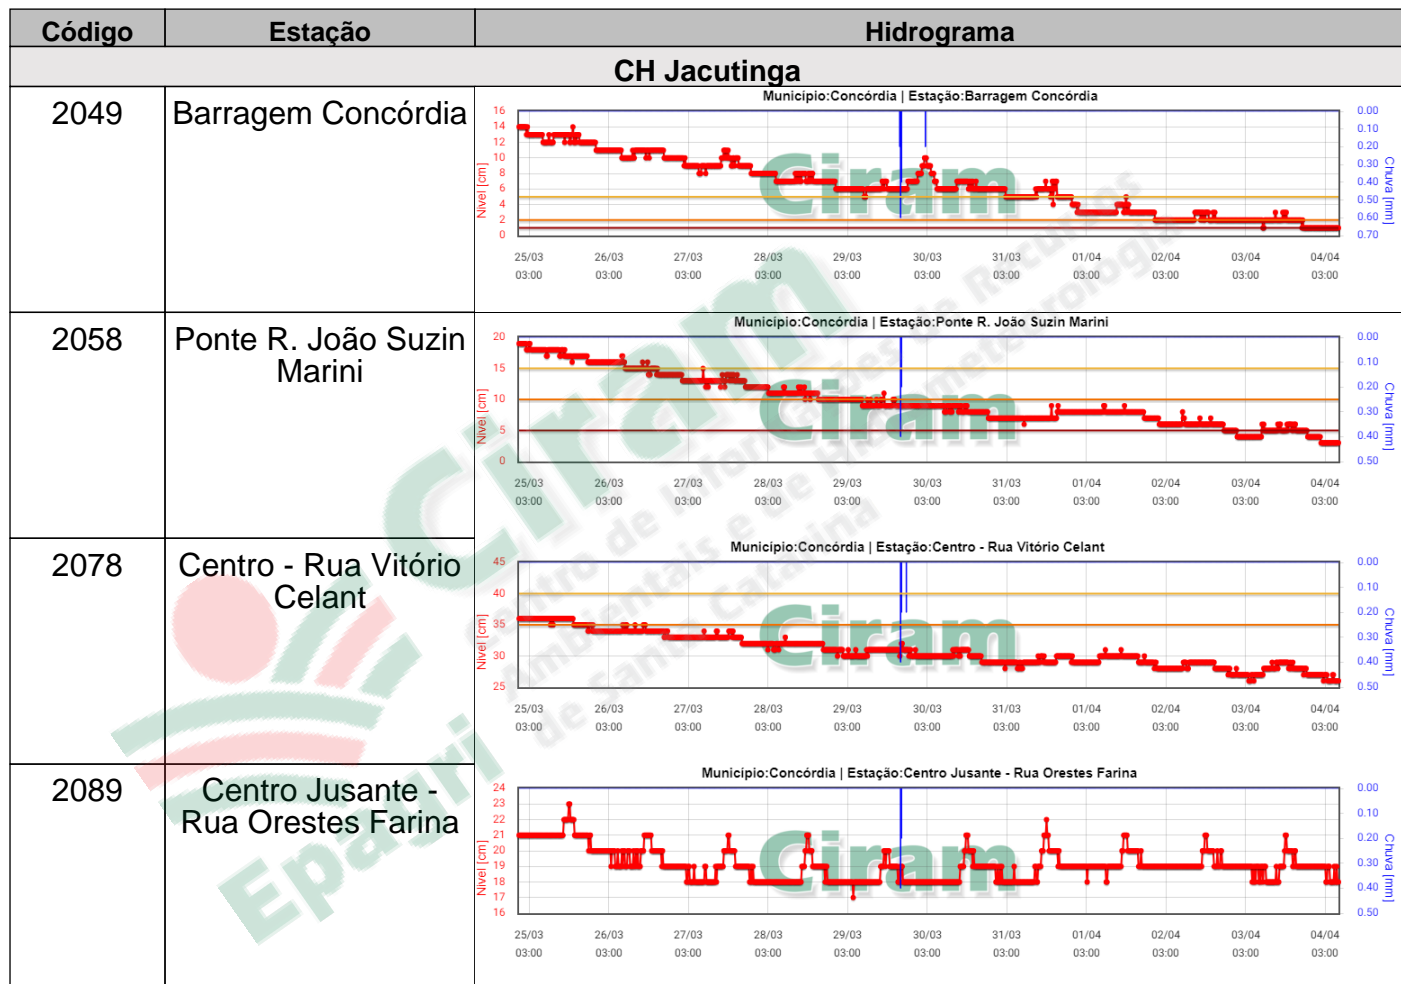 Código Estação Hidrograma
CH Jacutinga
2049 Barragem Concórdia
Município:Concórdia | Estação:Barragem Concórdia
16 14 12 10 8 6 4 2 0
Nível [cm]
0.00 0.10 0.20 0.30 0.40 0.50 0.60 0.70
Chuva [mm]
25/03 26/03 27/03 28/03 29/03 30/03 31/03 01/04 02/04 03/04 04/04
03:00 03:00 03:00 03:00 03:00 03:00 03:00 03:00 03:00 03:00 03:00
2058 Ponte R. João Suzin
Marini
Município:Concórdia | Estação:Ponte R. João Suzin Marini
20 15 10 5 0
Nível [cm]
0.00 0.10 0.20 0.30 0.40 0.50
Chuva [mm]
25/03 26/03 27/03 28/03 29/03 30/03 31/03 01/04 02/04 03/04 04/04
03:00 03:00 03:00 03:00 03:00 03:00 03:00 03:00 03:00 03:00 03:00
2078 Centro - Rua Vitório
Celant
Município:Concórdia | Estação:Centro - Rua Vitório Celant
45 40 35 30 25
Nível [cm]
0.00 0.10 0.20 0.30 0.40 0.50
Chuva [mm]
25/03 26/03 27/03 28/03 29/03 30/03 31/03 01/04 02/04 03/04 04/04
03:00 03:00 03:00 03:00 03:00 03:00 03:00 03:00 03:00 03:00 03:00
2089 Centro Jusante -
Rua Orestes Farina
Município:Concórdia | Estação:Centro Jusante - Rua Orestes Farina
24 23 22 21 20 19 18 17 16
Nível [cm]
0.00 0.10 0.20 0.30 0.40 0.50
Chuva [mm]
25/03 26/03 27/03 28/03 29/03 30/03 31/03 01/04 02/04 03/04 04/04
03:00 03:00 03:00 03:00 03:00 03:00 03:00 03:00 03:00 03:00 03:00
Ciram
Ciram
Ciram
Ciram
Epagri
Ciram
Centro de Informações de Recursos
Ambientais e de Hidrometeorologia
de Santa Catarina